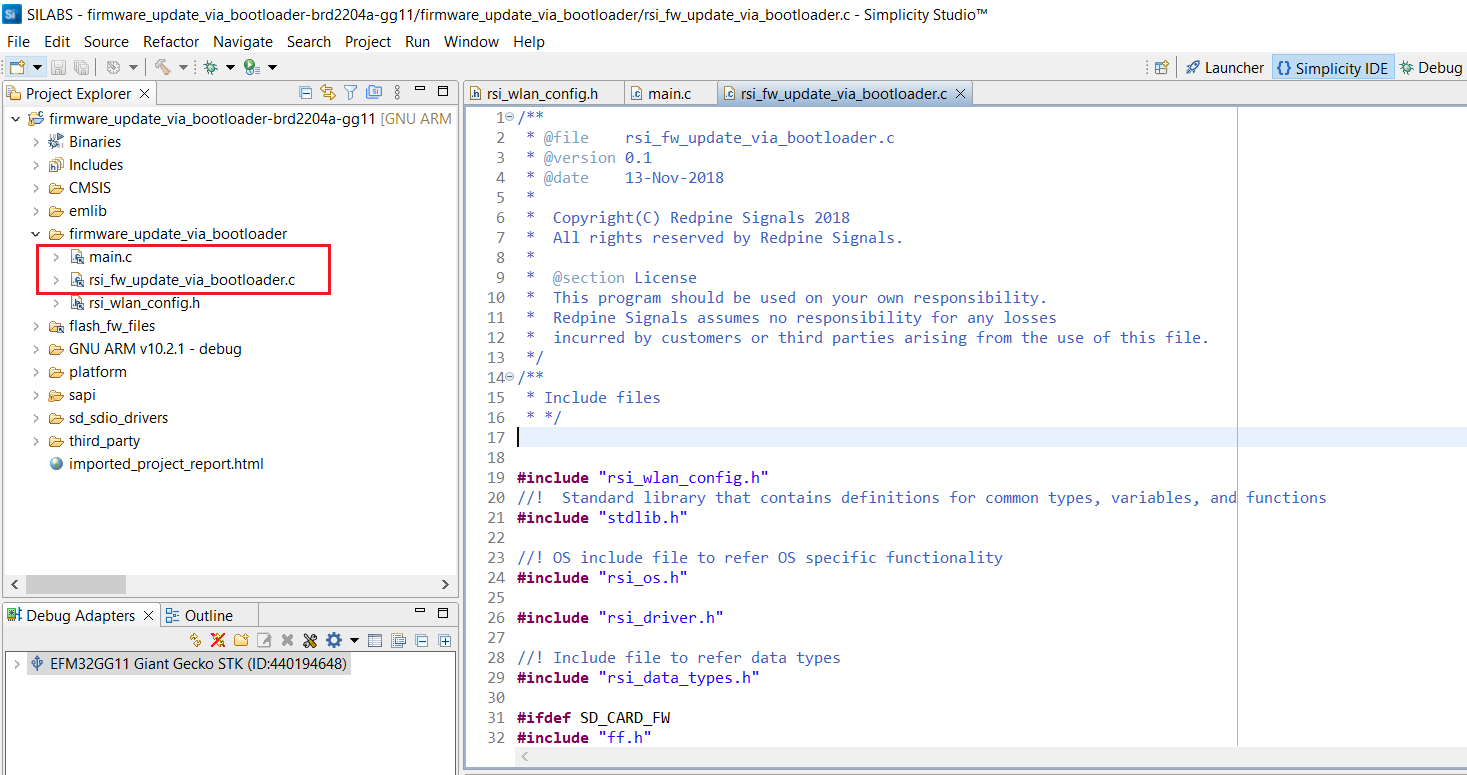 SILABS - firmware_update_via_bootloader-brd2204a-gg11/firmware_update_via_bootloader/rsi_fw_update_via_bootloader.c - Simplicity Studio™
File Edit Source Refactor Navigate Search Project Run Window Help
Launcher {} Simplicity IDE Debug
Project Explorer
firmware_update_via_bootloader-brd2204a-gg11 [GNU ARM
Binaries
Includes
CMSIS
emlib
firmware_update_via_bootloader
main.c
rsi_fw_update_via_bootloader.c
rsi_wlan_config.h
flash_fw_files
GNU ARM v10.2.1 - debug
platform
sapi
sd_sdio_drivers
third_party
imported_project_report.html
Debug Adapters Outline
EFM32GG11 Giant Gecko STK (ID:440194648)
rsi_wlan_config.h main.c rsi_fw_update_via_bootloader.c
1 /**
2 * @file rsi_fw_update_via_bootloader.c
3 * @version 0.1
4 * @date 13-Nov-2018
5 *
6 * Copyright(C) Redpine Signals 2018
7 * All rights reserved by Redpine Signals.
8 *
9 * @section License
10 * This program should be used on your own responsibility.
11 * Redpine Signals assumes no responsibility for any losses
12 * incurred by customers or third parties arising from the use of this file.
13 */
14 /**
15 * Include files
16 * */
17
18
19 #include "rsi_wlan_config.h"
20 //! Standard library that contains definitions for common types, variables, and functions
21 #include "stdlib.h"
22
23 //! OS include file to refer OS specific functionality
24 #include "rsi_os.h"
25
26 #include "rsi_driver.h"
27
28 //! Include file to refer data types
29 #include "rsi_data_types.h"
30
31 #ifdef SD_CARD_FW
32 #include "ff.h"